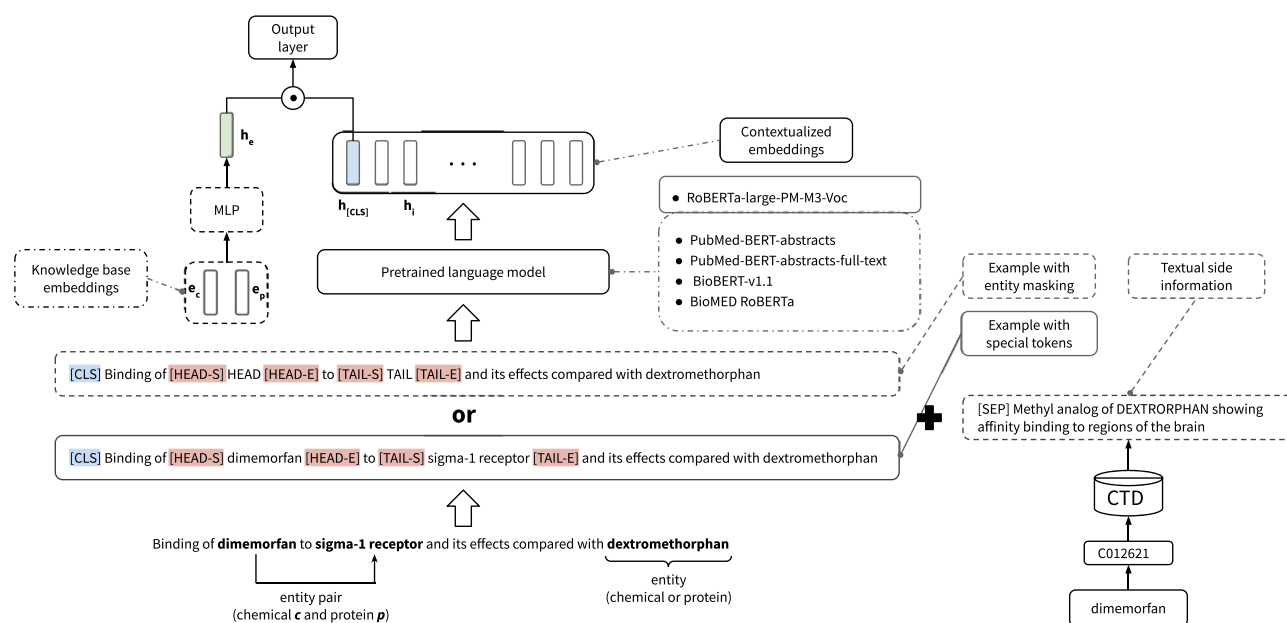 Output
layer
h_e
Contextualized
embeddings
. . .
h_[CLS]
h_i
MLP
● RoBERTa-large-PM-M3-Voc
● PubMed-BERT-abstracts
● PubMed-BERT-abstracts-full-text
● BioBERT-v1.1
● BioMED RoBERTa
Pretrained language model
Knowledge base
embeddings
e_c
e_p
Example with
entity masking
Textual side
information
Example with
special tokens
[CLS] Binding of [HEAD-S] HEAD [HEAD-E] to [TAIL-S] TAIL [TAIL-E] and its effects compared with dextromethorphan
or
[SEP] Methyl analog of DEXTRORPHAN showing
affinity binding to regions of the brain
[CLS] Binding of [HEAD-S] dimemorfan [HEAD-E] to [TAIL-S] sigma-1 receptor [TAIL-E] and its effects compared with dextromethorphan
CTD
Binding of dimemorfan to sigma-1 receptor and its effects compared with dextromethorphan
C012621
entity pair
(chemical c and protein p)
entity
(chemical or protein)
dimemorfan